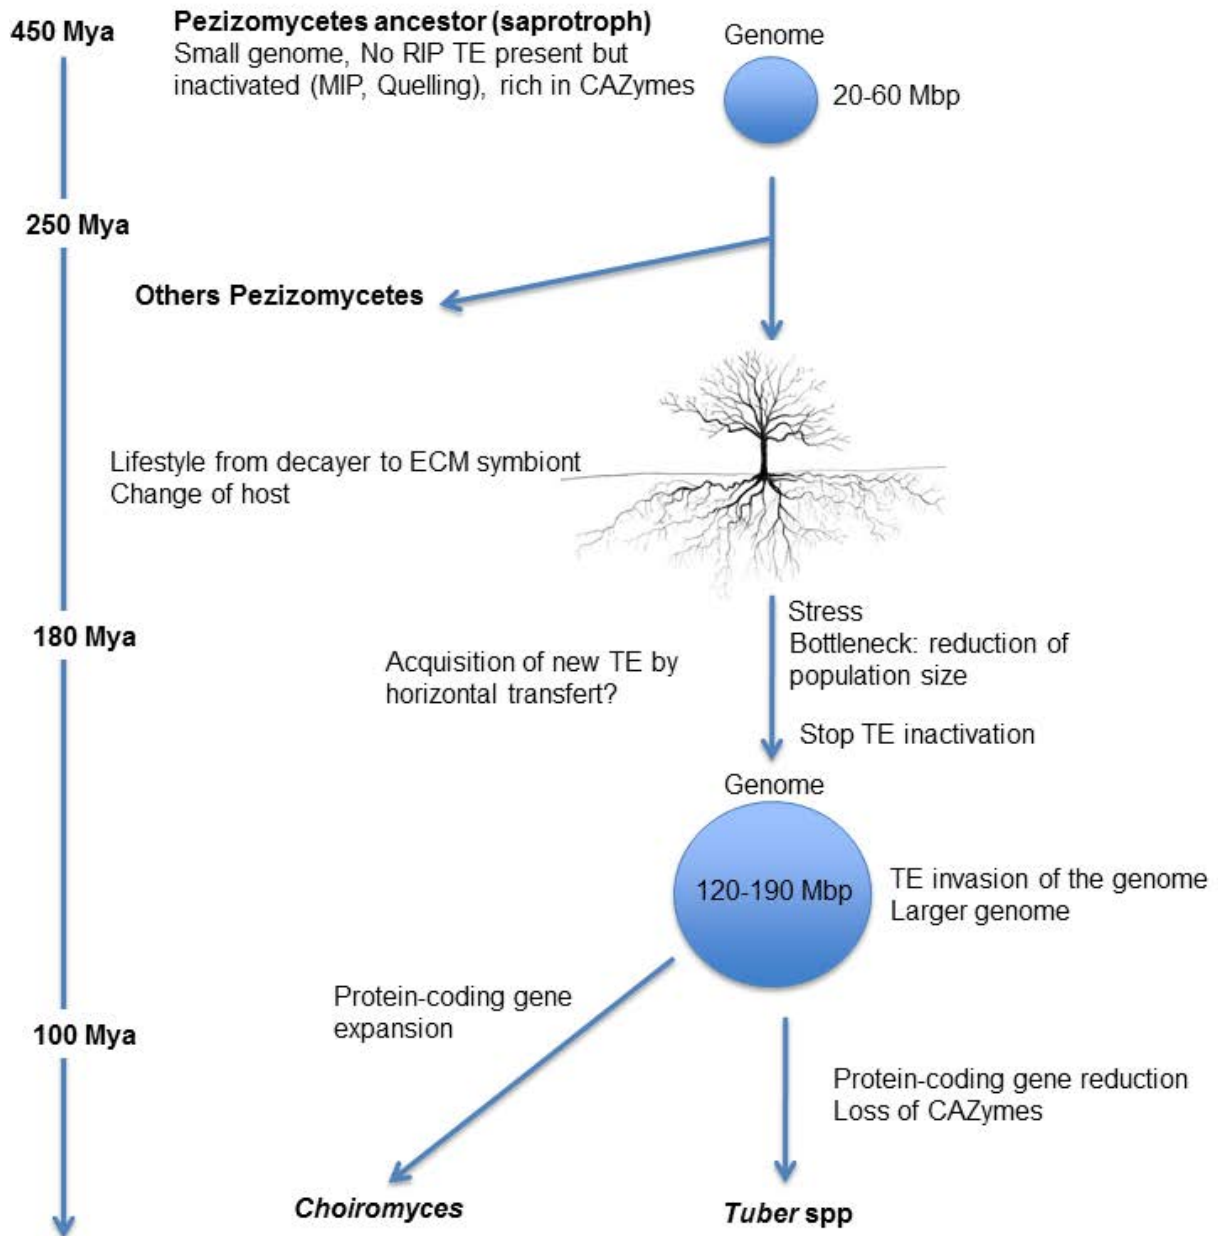 450 Mya
Pezizomycetes ancestor (saprotroph)
Small genome, No RIP TE present but
inactivated (MIP, Quelling), rich in CAZymes
Genome
20-60 Mbp
250 Mya
Others Pezizomycetes
Lifestyle from decayer to ECM symbiont
Change of host
180 Mya
Stress
Bottleneck: reduction of
population size
Acquisition of new TE by
horizontal transfert?
Stop TE inactivation
Genome
120-190 Mbp
TE invasion of the genome
Larger genome
Protein-coding gene
expansion
100 Mya
Protein-coding gene reduction
Loss of CAZymes
Choiromyces
Tuber spp